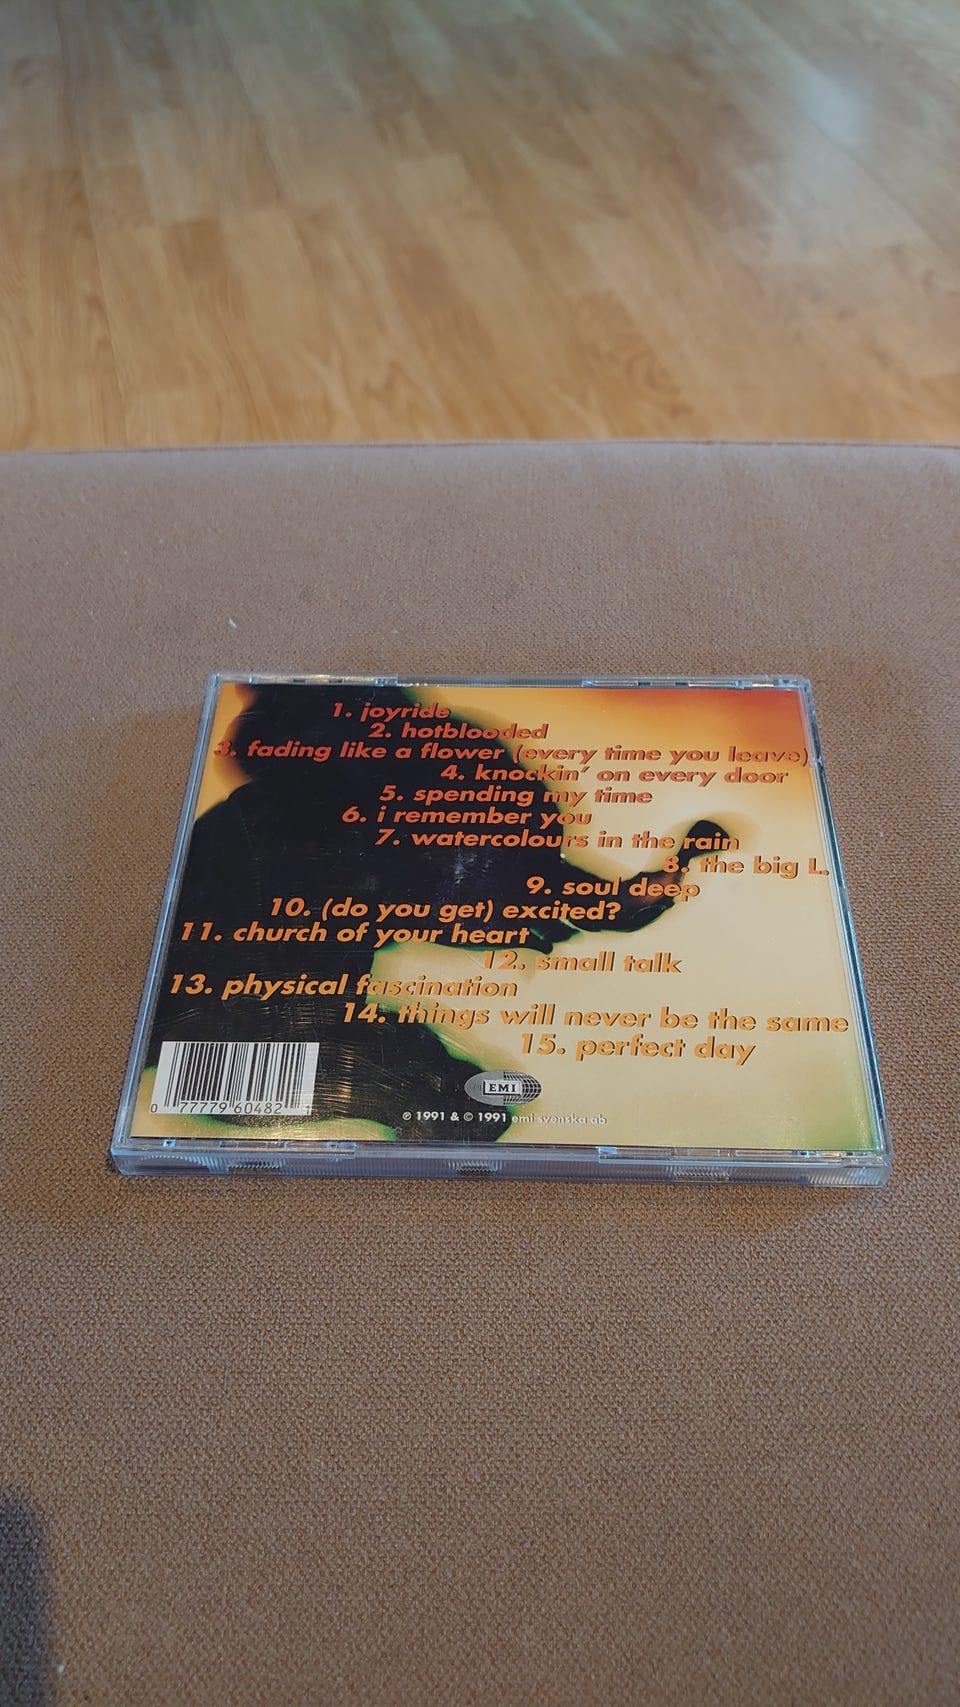 1. joyride
2. hotblooded
3. fading like a flower (every time you leave)
4. knockin' on every door
5. spending my time
6. i remember you
7. watercolours in the rain
8. the big L.
9. soul deep
10. (do you get) excited?
11. church of your heart
12. small talk
13. physical fascination
14. things will never be the same
15. perfect day
EMI
0 77779 60482 1
℗ 1991 & © 1991 emi svenska ab